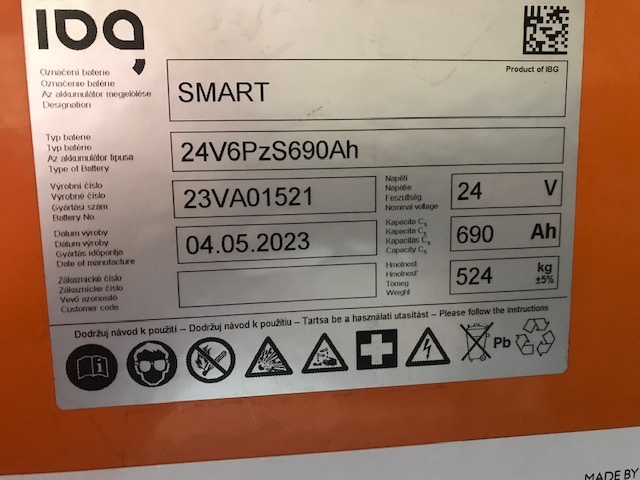 ibg
Product of IBG
Označení baterie
Označenie batérie
Az akkumulátor megjelölése
Designation
SMART
Typ baterie
Typ batérie
Az akkumulátor típusa
Type of Battery
24V6PzS690Ah
Výrobní číslo
Výrobné číslo
Gyártási szám
Battery No
23VA01521
Napětí
Napätie
Feszültség
Nominal voltage
24 V
Datum výroby
Dátum výroby
Gyártás időpontja
Date of manufacture
04.05.2023
Kapacita C5
Kapacita C5
Kapacitás C5
Capacity C5
690 Ah
Zákaznické číslo
Zákaznícke číslo
Vevő azonosító
Customer code
Hmotnost
Hmotnosť
Tömeg
Weight
524 kg
±5%
Dodržuj návod k použití – Dodržuj návod k použitiu – Tartsa be a használati utasítást – Please follow the instructions
Pb
MADE BY